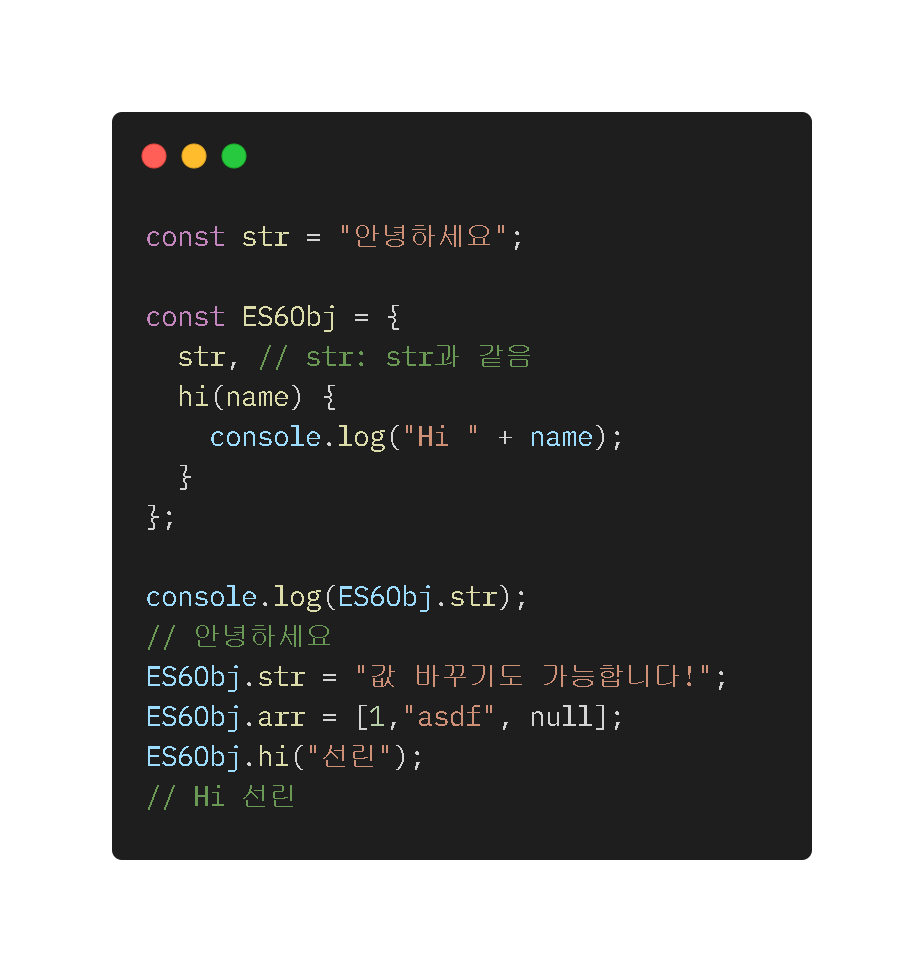 const str = "안녕하세요";
const ES6Obj = {
  str, // str: str과 같음
  hi(name) {
    console.log("Hi " + name);
  }
};
console.log(ES6Obj.str);
// 안녕하세요
ES6Obj.str = "값 바꾸기도 가능합니다!";
ES6Obj.arr = [1,"asdf", null];
ES6Obj.hi("선린");
// Hi 선린